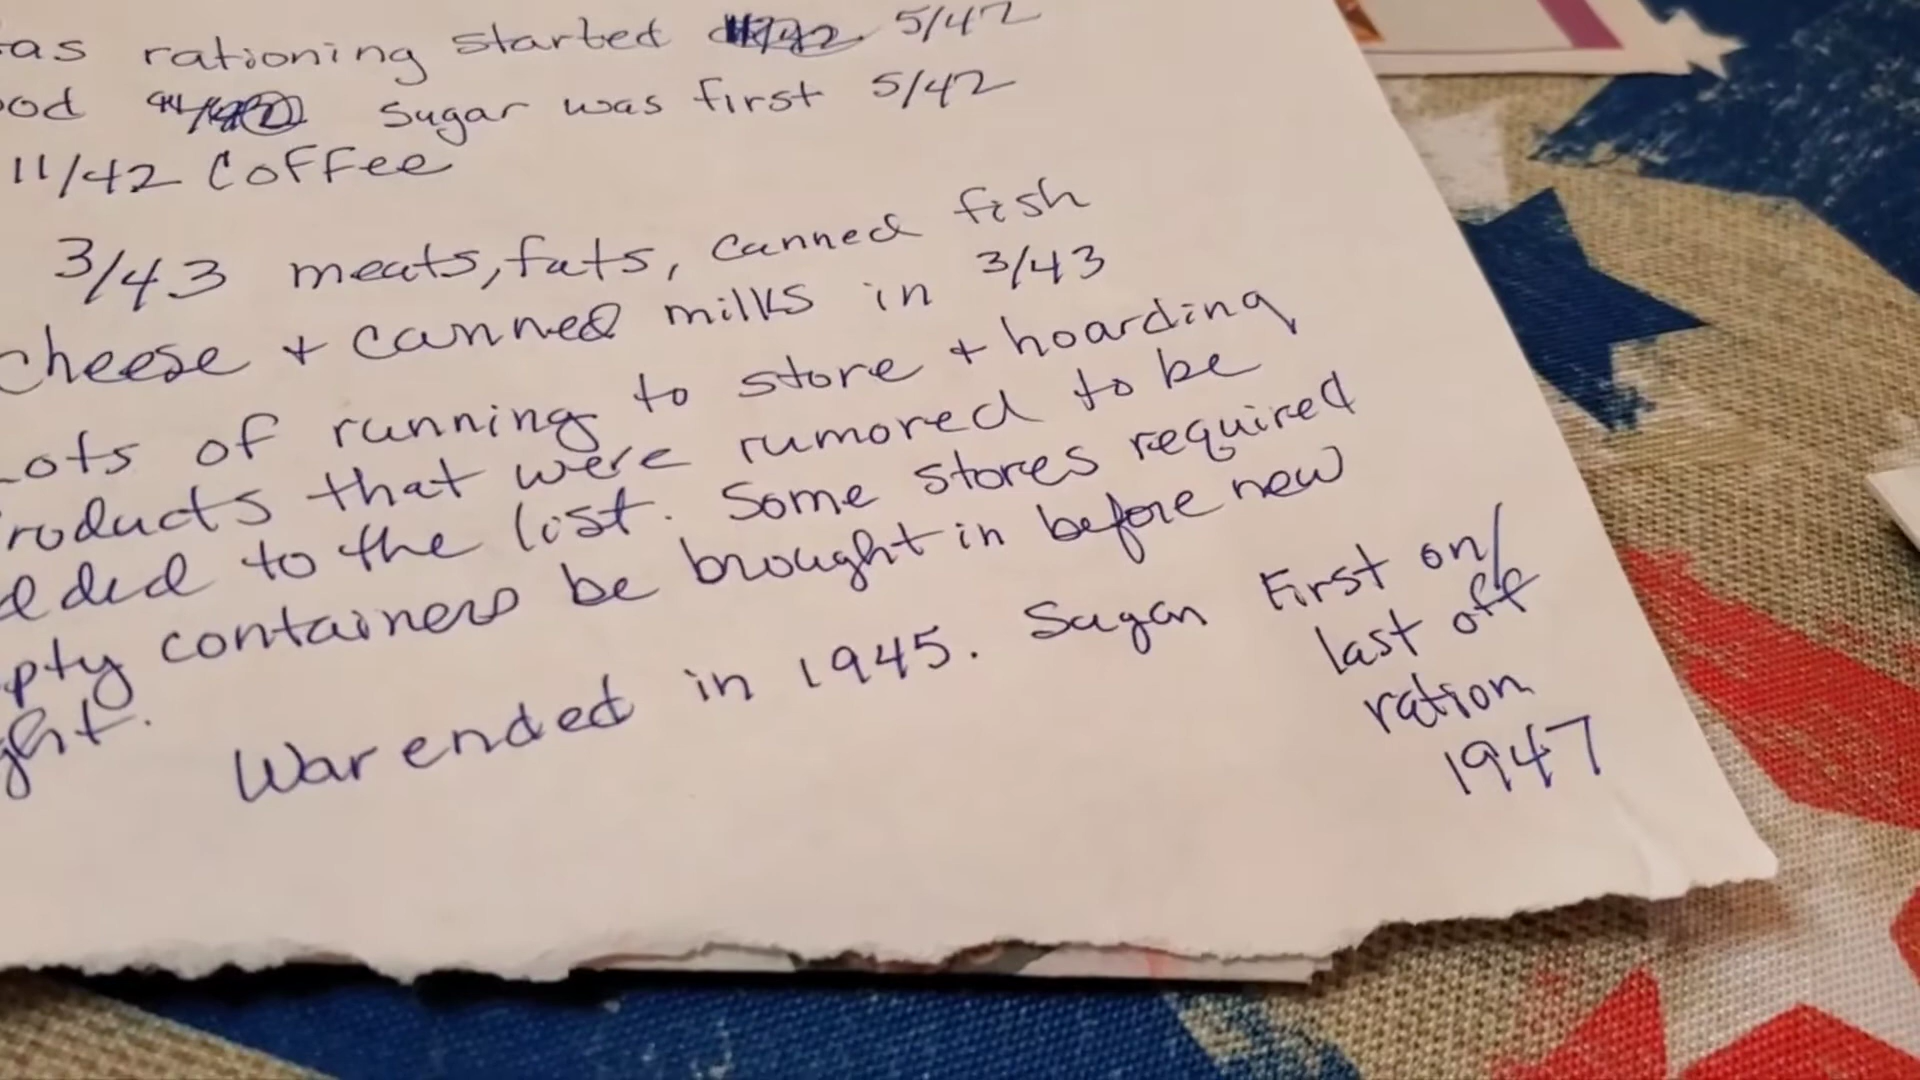 as rationing started 5/42
od sugar was first 5/42
11/42 Coffee
3/43 meats, fats, canned fish
cheese + canned milks in 3/43
ots of running to store + hoarding
roducts that were rumored to be
dded to the list. Some stores required
pty containers be brought in before new
ght.
War ended in 1945. Sugar First on/
last off
ration
1947